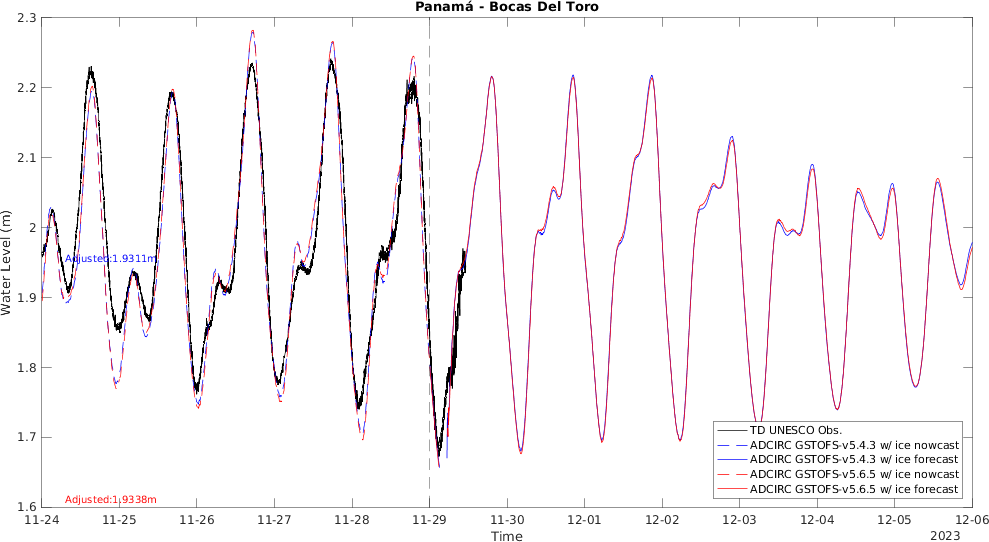 Panamá - Bocas Del Toro
Water Level (m)
2.3
2.2
2.1
2
1.9
1.8
1.7
1.6
Adjusted:1.9311m
Adjusted:1.9338m
TD UNESCO Obs.
ADCIRC GSTOFS-v5.4.3 w/ ice nowcast
ADCIRC GSTOFS-v5.4.3 w/ ice forecast
ADCIRC GSTOFS-v5.6.5 w/ ice nowcast
ADCIRC GSTOFS-v5.6.5 w/ ice forecast
11-24 11-25 11-26 11-27 11-28 11-29 11-30 12-01 12-02 12-03 12-04 12-05 12-06
Time
2023